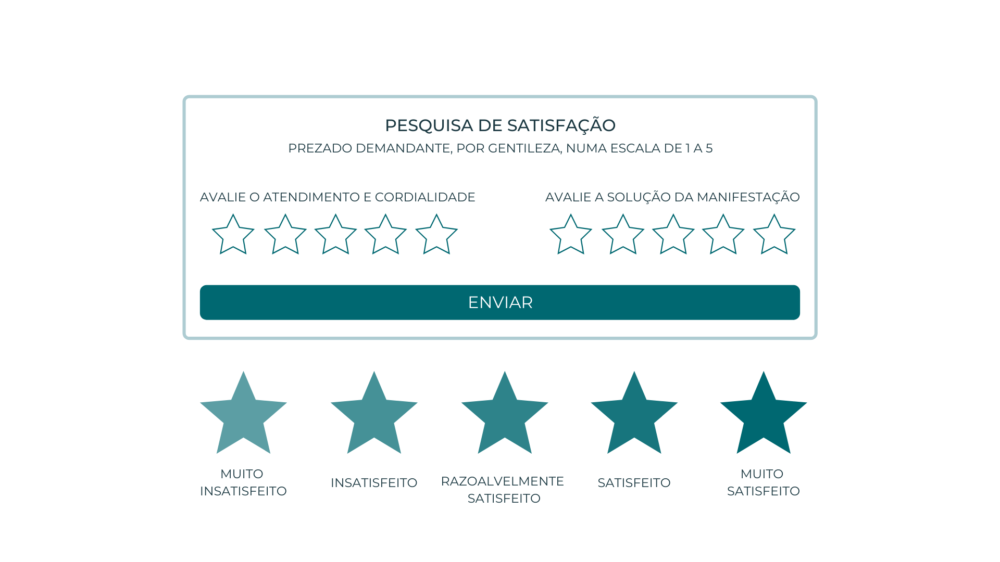 PESQUISA DE SATISFAÇÃO
PREZADO DEMANDANTE, POR GENTILEZA, NUMA ESCALA DE 1 A 5
AVALIE O ATENDIMENTO E CORDIALIDADE
AVALIE A SOLUÇÃO DA MANIFESTAÇÃO
ENVIAR
MUITO
INSATISFEITO
INSATISFEITO
RAZOALVELMENTE
SATISFEITO
SATISFEITO
MUITO
SATISFEITO